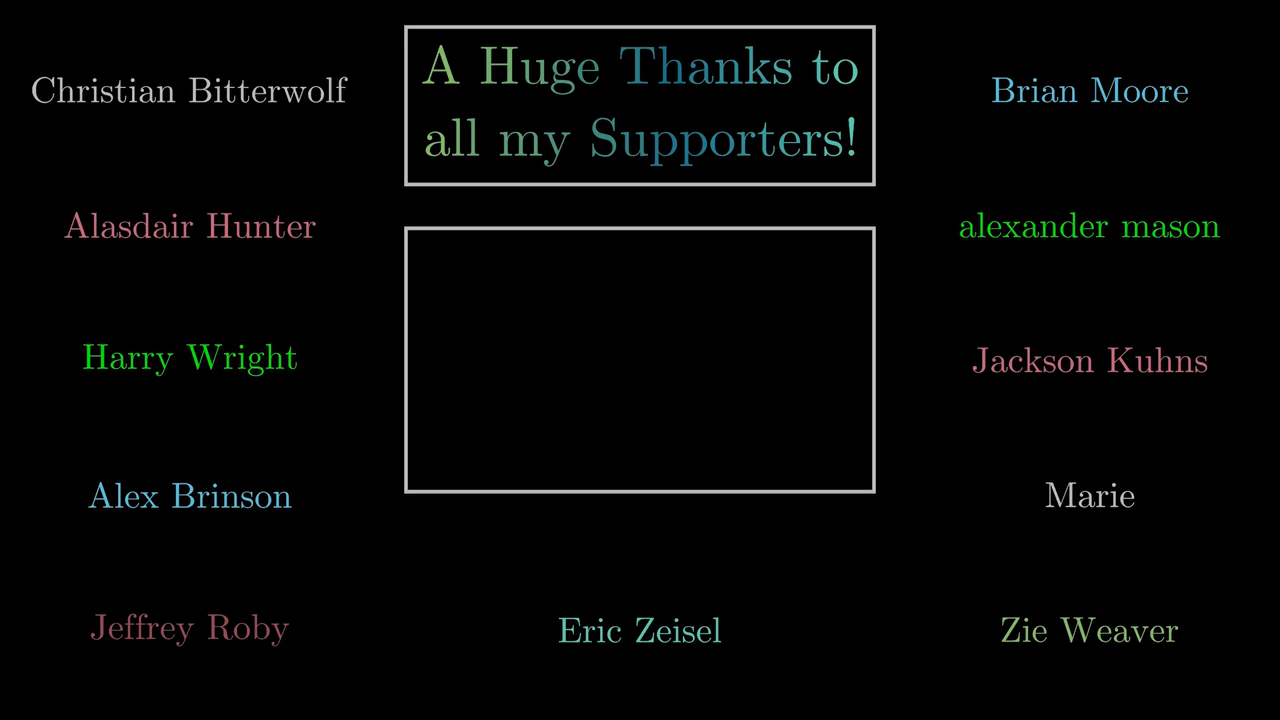 A Huge Thanks to
all my Supporters!
Christian Bitterwolf
Brian Moore
Alasdair Hunter
alexander mason
Harry Wright
Jackson Kuhns
Alex Brinson
Marie
Jeffrey Roby
Eric Zeisel
Zie Weaver